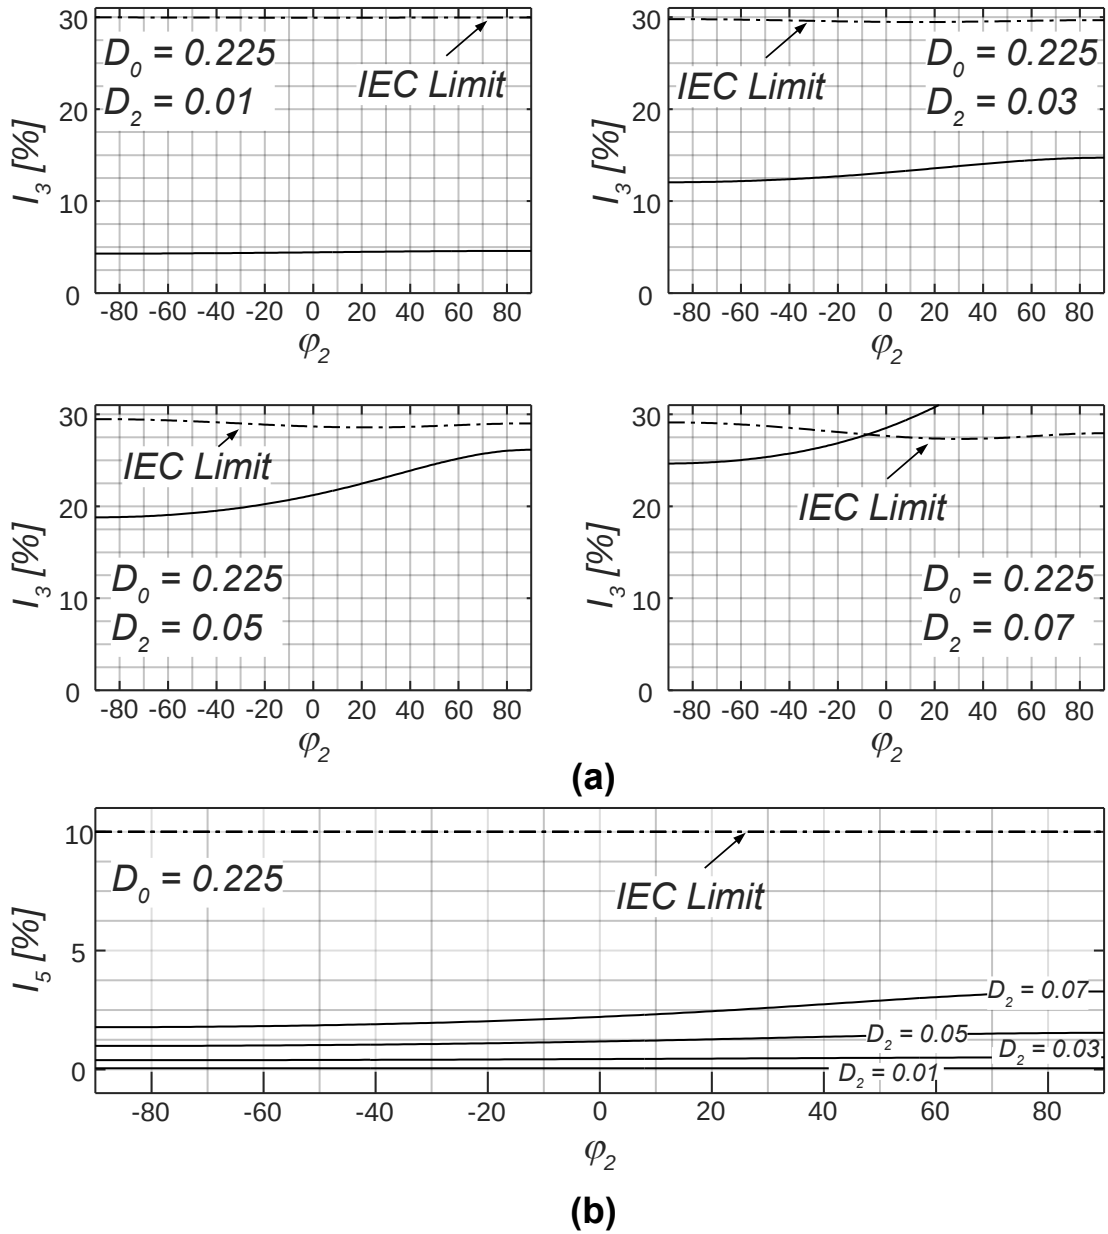 30
20
10
0
I₃ [%]
D₀ = 0.225
D₂ = 0.01
IEC Limit
-80 -60 -40 -20 0 20 40 60 80
φ₂
30
20
10
0
I₃ [%]
IEC Limit
D₀ = 0.225
D₂ = 0.03
-80 -60 -40 -20 0 20 40 60 80
φ₂
30
20
10
0
I₃ [%]
IEC Limit
D₀ = 0.225
D₂ = 0.05
-80 -60 -40 -20 0 20 40 60 80
φ₂
30
20
10
0
I₃ [%]
IEC Limit
D₀ = 0.225
D₂ = 0.07
-80 -60 -40 -20 0 20 40 60 80
φ₂
(a)
10
5
0
I₅ [%]
D₀ = 0.225
IEC Limit
D₂ = 0.07
D₂ = 0.05
D₂ = 0.03
D₂ = 0.01
-80 -60 -40 -20 0 20 40 60 80
φ₂
(b)